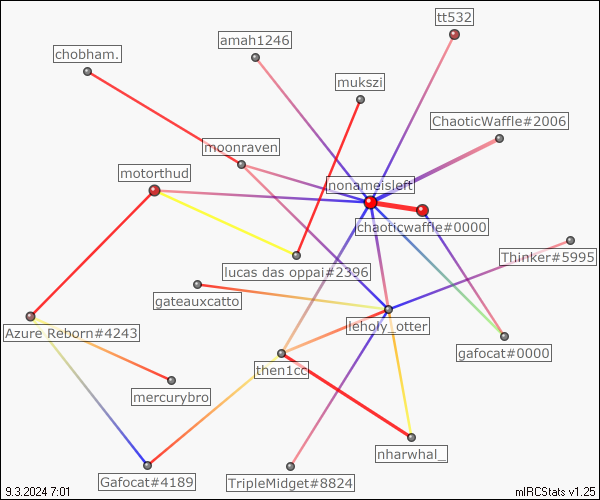 tt532
amah1246
chobham.
mukszi
ChaoticWaffle#2006
moonraven
motorthud
nonameisleft
chaoticwaffle#0000
Thinker#5995
lucas das oppai#2396
gateauxcatto
leholy_otter
Azure Reborn#4243
gafocat#0000
then1cc
mercurybro
nharwhal_
Gafocat#4189
TripleMidget#8824
9.3.2024 7:01
mIRCStats v1.25